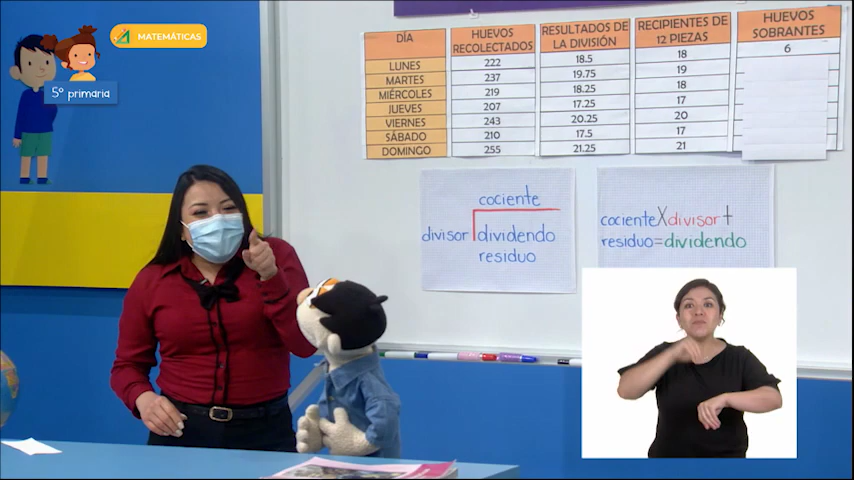 MATEMÁTICAS
5° primaria
DÍA HUEVOS RECOLECTADOS RESULTADOS DE LA DIVISIÓN RECIPIENTES DE 12 PIEZAS HUEVOS SOBRANTES
LUNES 222 18.5 18 6
MARTES 237 19.75 19
MIÉRCOLES 219 18.25 18
JUEVES 207 17.25 17
VIERNES 243 20.25 20
SÁBADO 210 17.5 17
DOMINGO 255 21.25 21
cociente
divisor dividendo
residuo
cociente X divisor +
residuo = dividendo